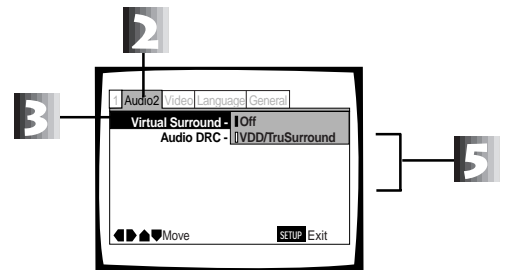 2
1 Audio2 Video Language General
3
Virtual Surround - Off
Audio DRC - VDD/TruSurround
5
Move SETUP Exit